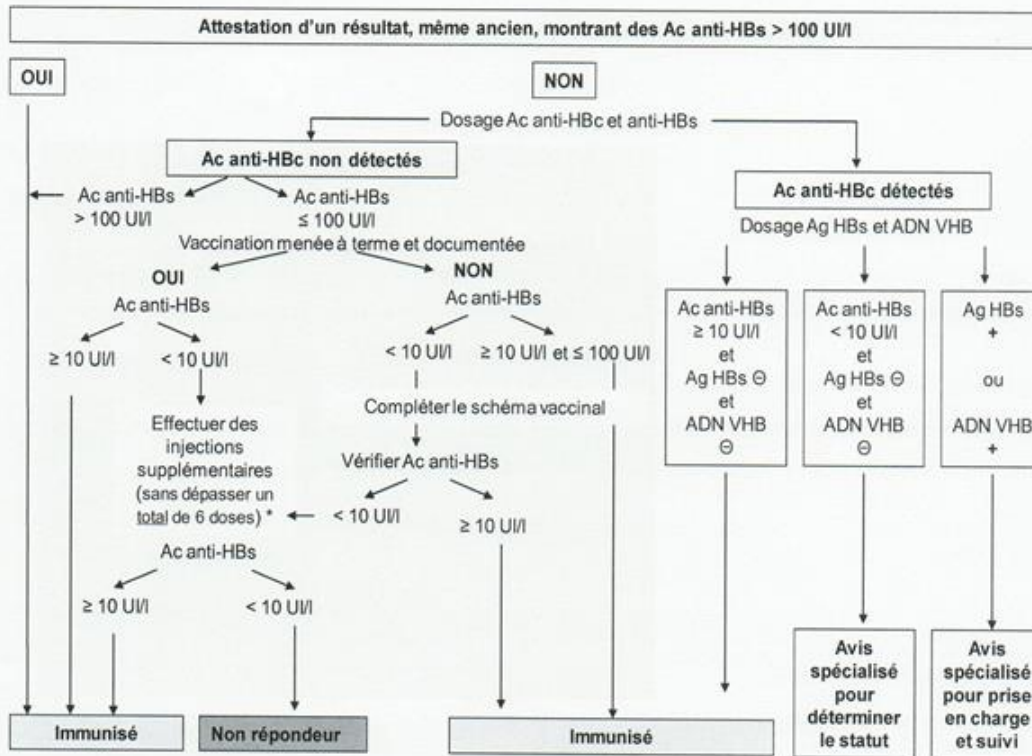 Attestation d'un résultat, même ancien, montrant des Ac anti-HBs > 100 UI/l
OUI
NON
Dosage Ac anti-HBc et anti-HBs
Ac anti-HBc non détectés
Ac anti-HBs
> 100 UI/l
Ac anti-HBs
≤ 100 UI/l
Vaccination menée à terme et documentée
OUI
Ac anti-HBs
≥ 10 UI/l
< 10 UI/l
Effectuer des
injections
supplémentaires
(sans dépasser un
total de 6 doses) *
Ac anti-HBs
≥ 10 UI/l
< 10 UI/l
NON
Ac anti-HBs
< 10 UI/l
≥ 10 UI/l et ≤ 100 UI/l
Compléter le schéma vaccinal
Vérifier Ac anti-HBs
< 10 UI/l
≥ 10 UI/l
Ac anti-HBc détectés
Dosage Ag HBs et ADN VHB
Ac anti-HBs
≥ 10 UI/l
et
Ag HBs ⊖
et
ADN VHB
⊖
Ac anti-HBs
< 10 UI/l
et
Ag HBs ⊖
et
ADN VHB
⊖
Ag HBs
+
ou
ADN VHB
+
Immunisé
Non répondeur
Immunisé
Avis
spécialisé
pour
déterminer
le statut
Avis
spécialisé
pour prise
en charge
et suivi